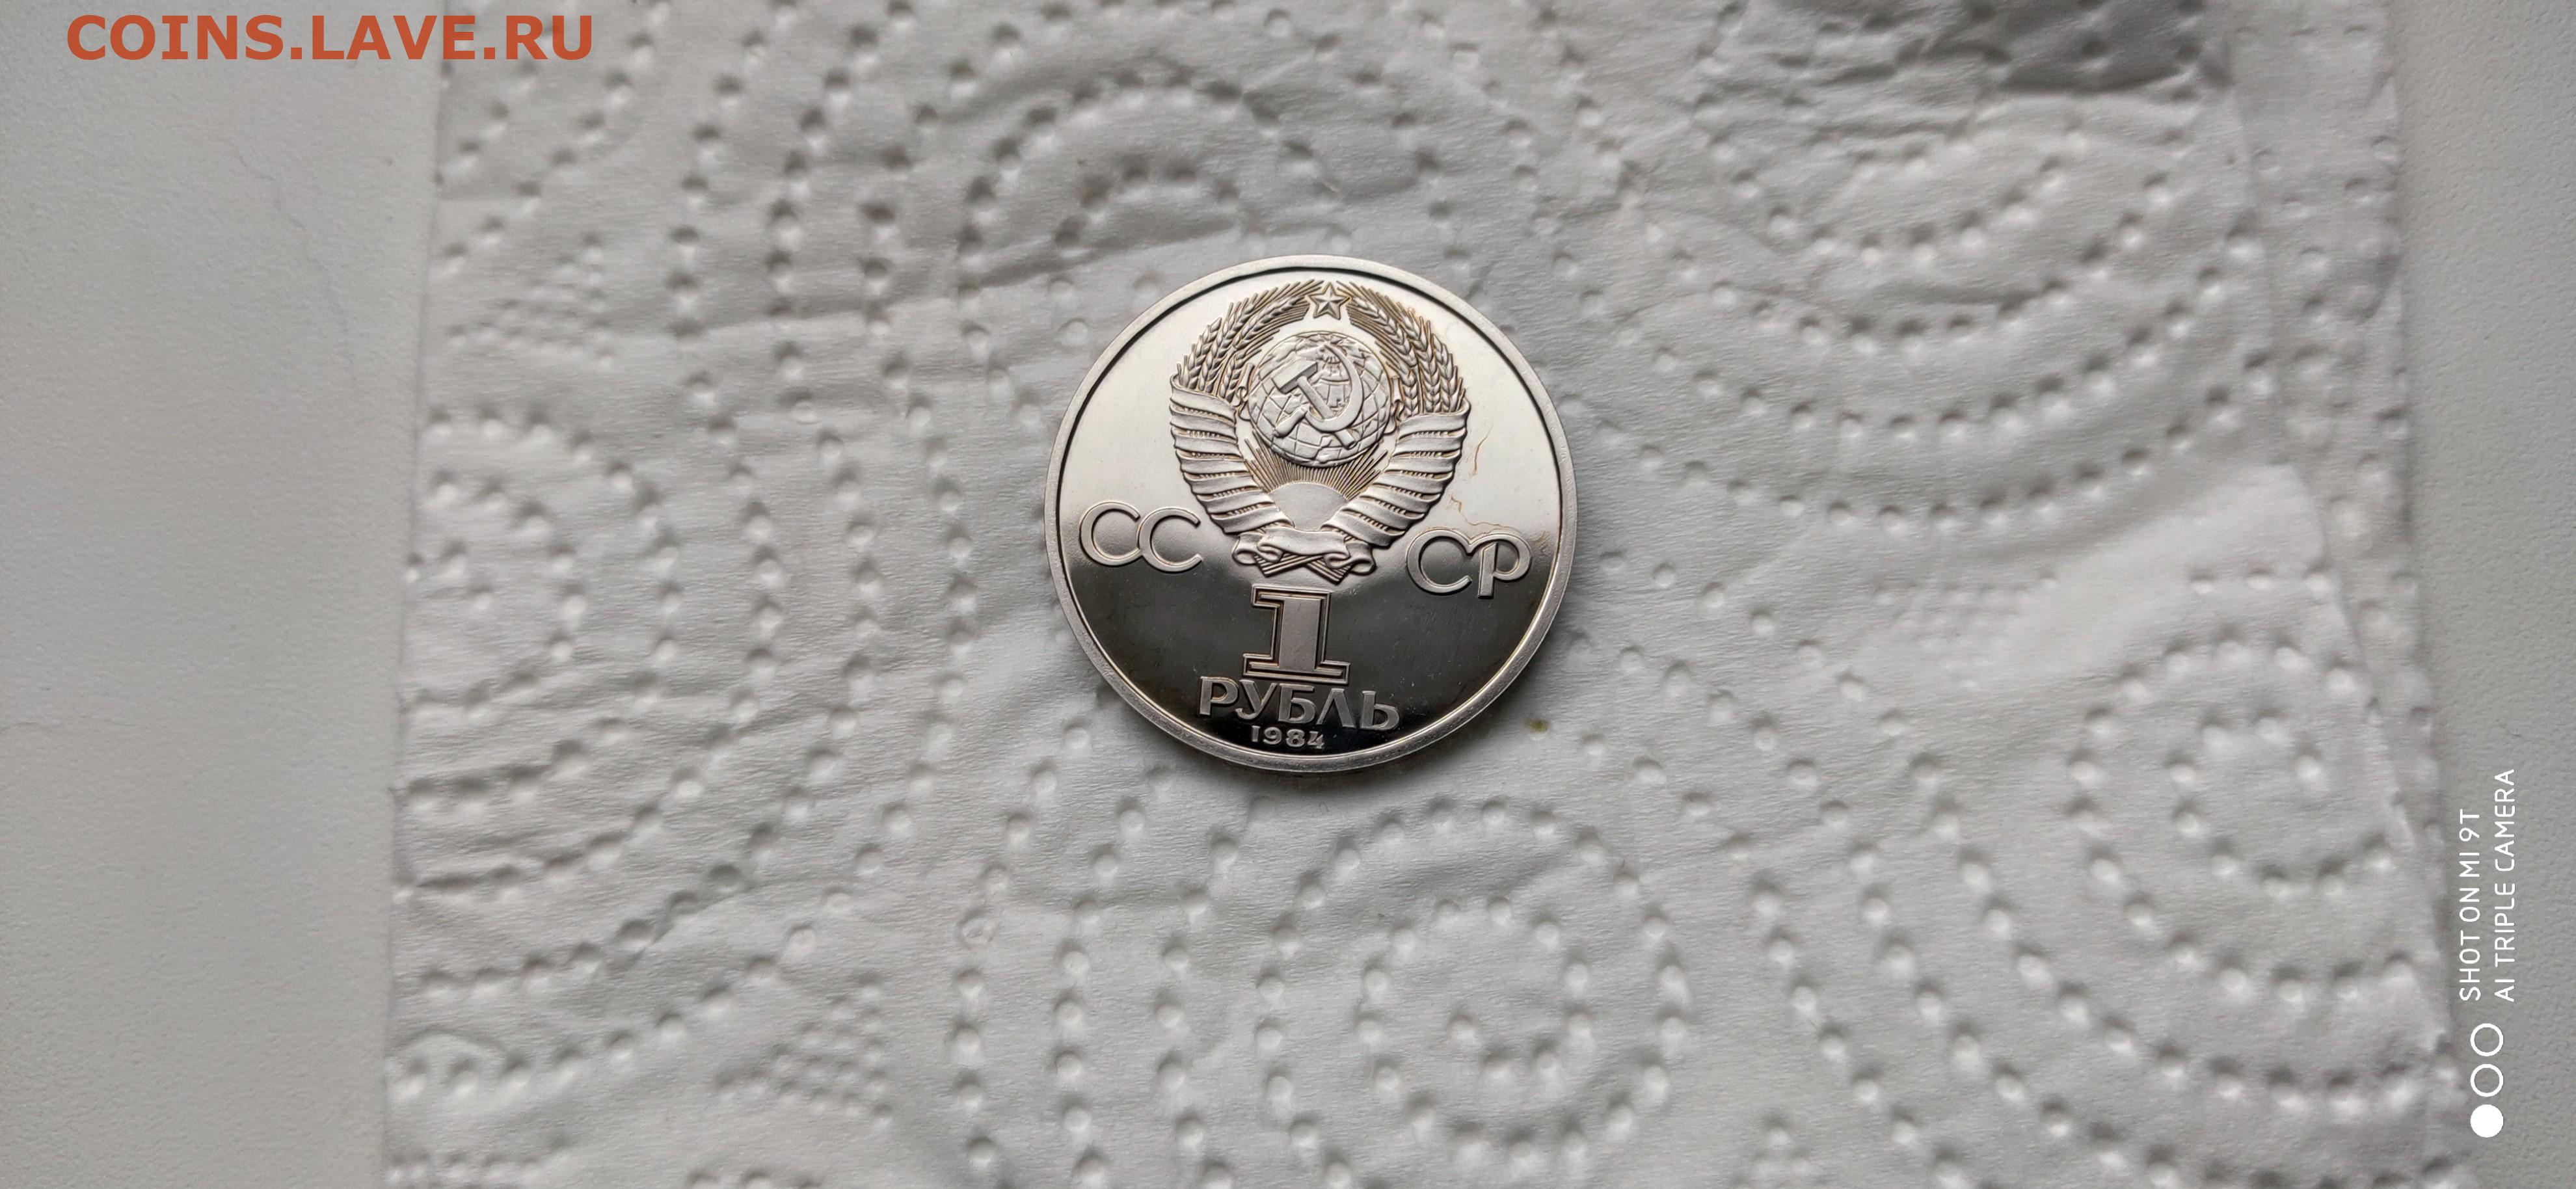 COINS.LAVE.RU
СС СР
1
РУБЛЬ
1984
SHOT ON MI 9T
AI TRIPLE CAMERA